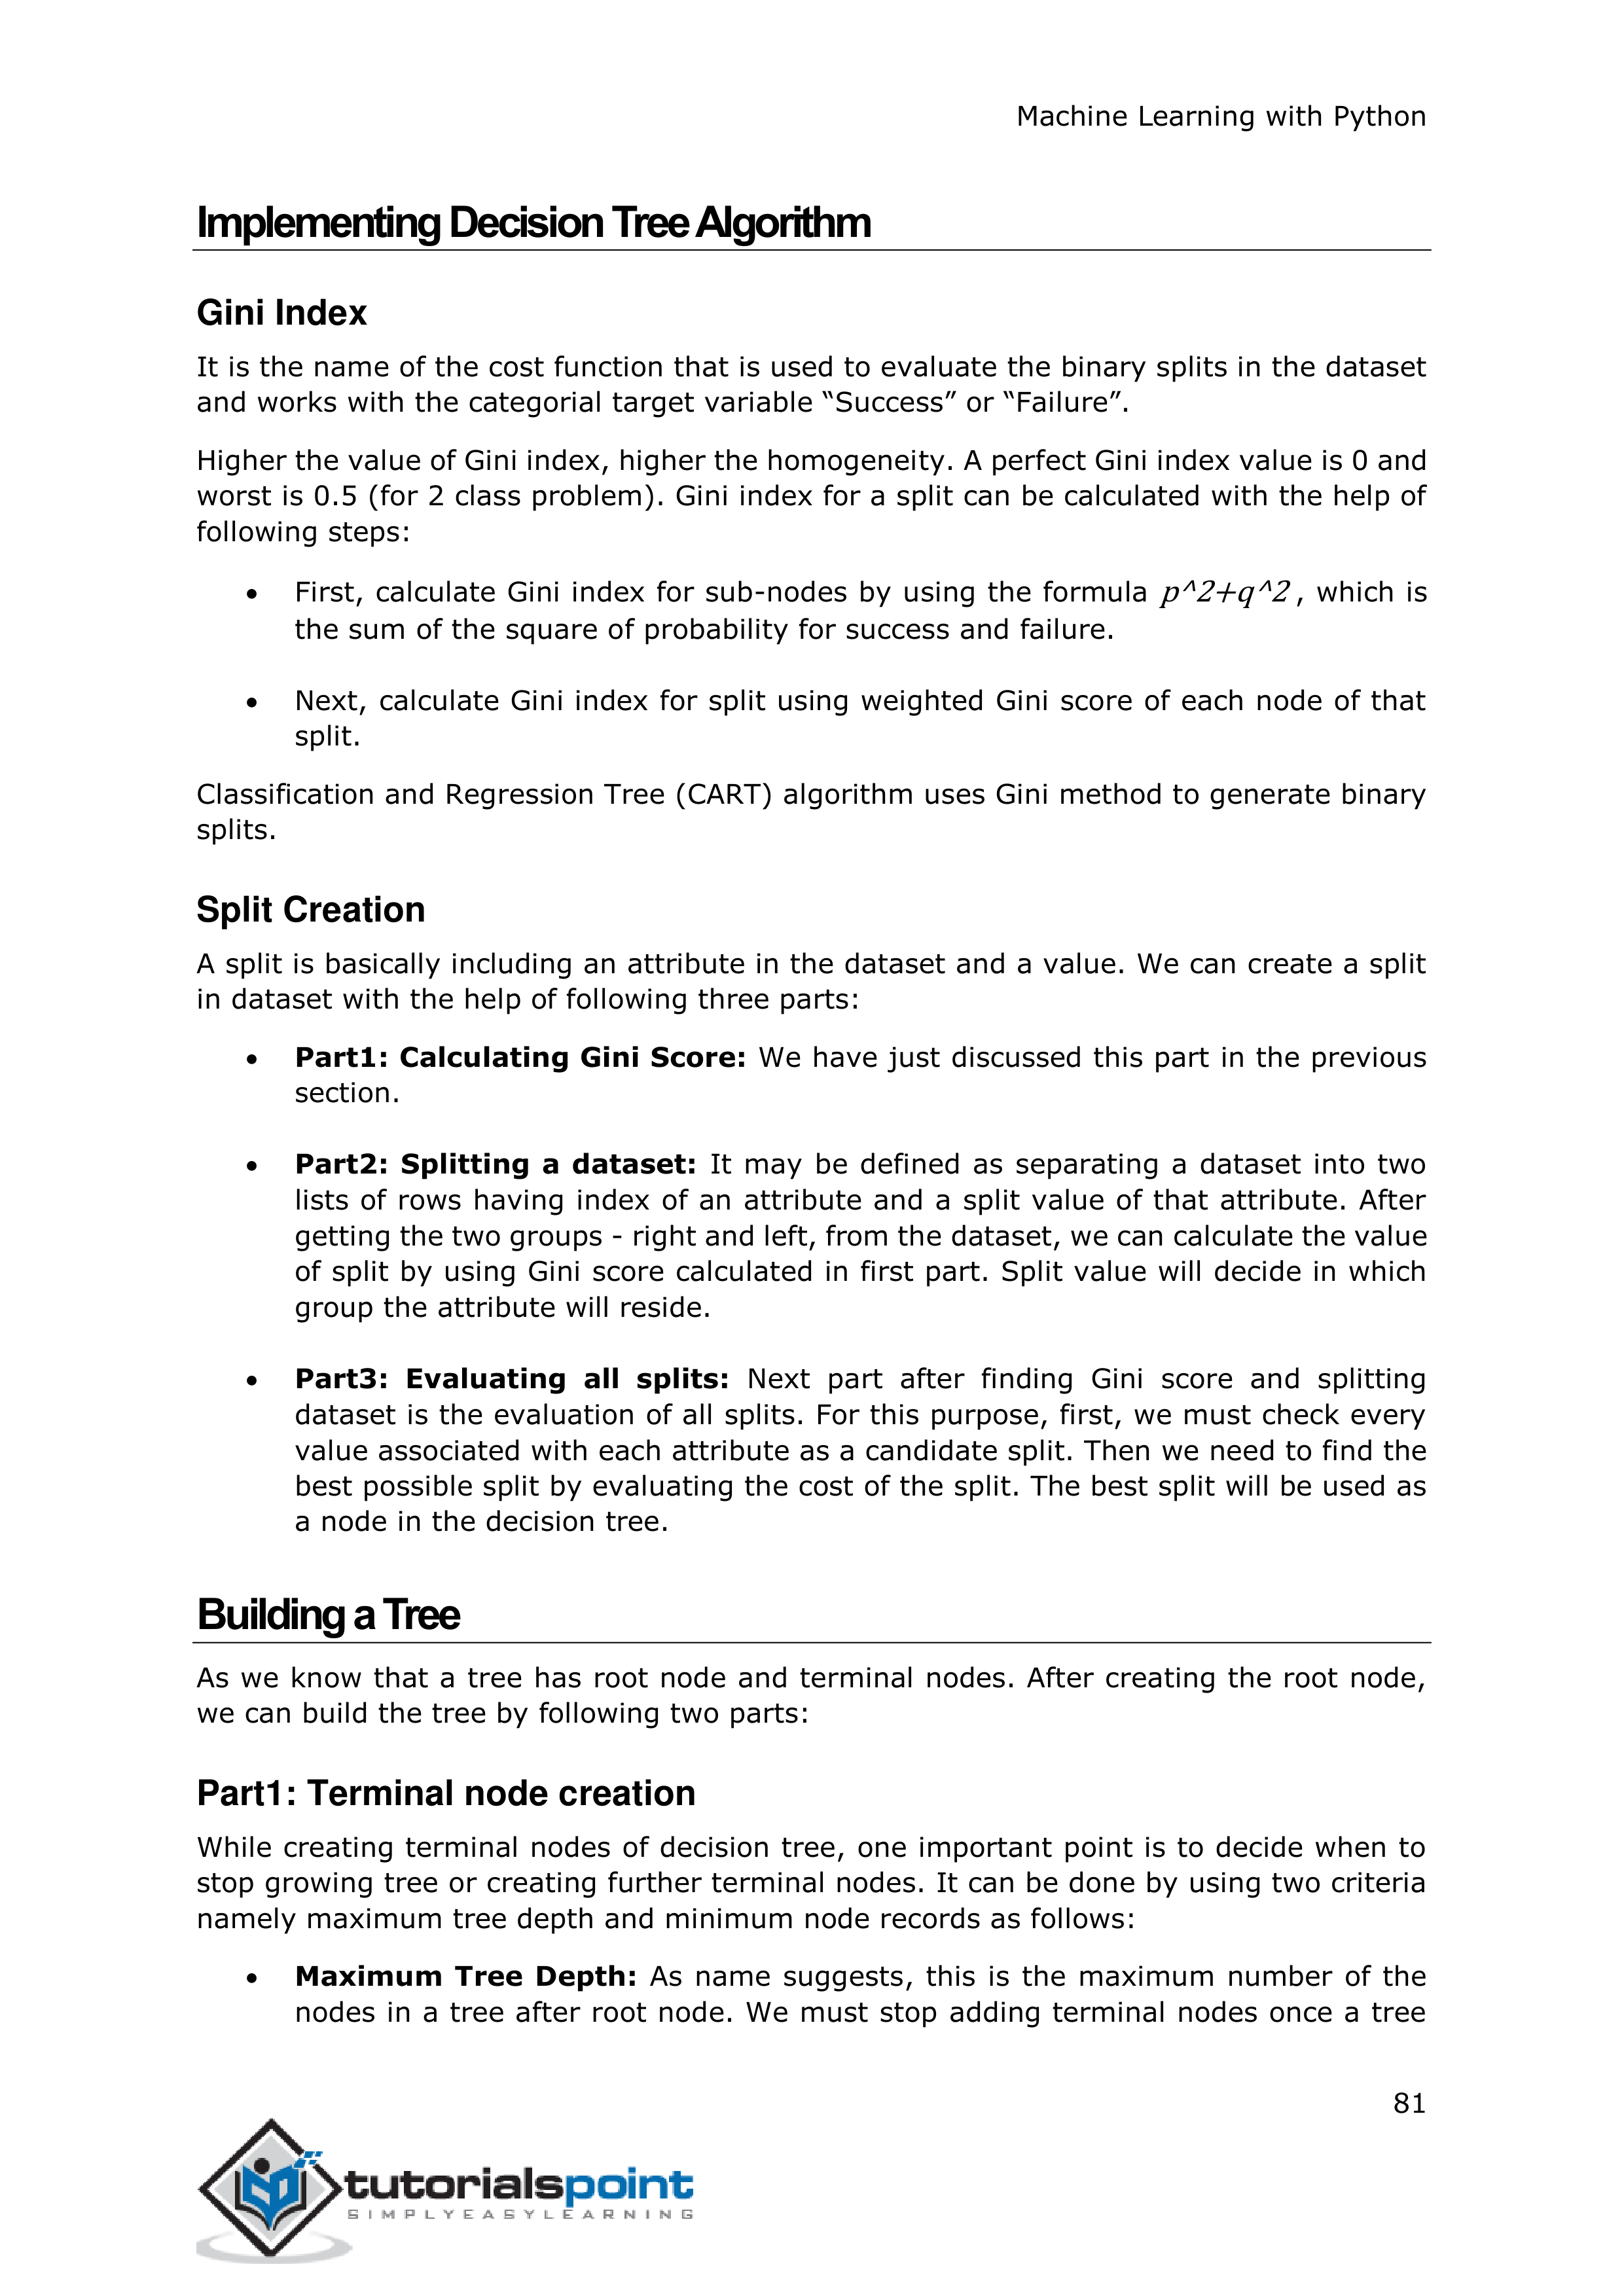 Machine Learning with Python
Implementing Decision Tree Algorithm
Gini Index
It is the name of the cost function that is used to evaluate the binary splits in the dataset
and works with the categorial target variable “Success” or “Failure”.
Higher the value of Gini index, higher the homogeneity. A perfect Gini index value is 0 and
worst is 0.5 (for 2 class problem). Gini index for a split can be calculated with the help of
following steps:
• First, calculate Gini index for sub-nodes by using the formula p^2+q^2 , which is
the sum of the square of probability for success and failure.
• Next, calculate Gini index for split using weighted Gini score of each node of that
split.
Classification and Regression Tree (CART) algorithm uses Gini method to generate binary
splits.
Split Creation
A split is basically including an attribute in the dataset and a value. We can create a split
in dataset with the help of following three parts:
• Part1: Calculating Gini Score: We have just discussed this part in the previous
section.
• Part2: Splitting a dataset: It may be defined as separating a dataset into two
lists of rows having index of an attribute and a split value of that attribute. After
getting the two groups - right and left, from the dataset, we can calculate the value
of split by using Gini score calculated in first part. Split value will decide in which
group the attribute will reside.
• Part3: Evaluating all splits: Next part after finding Gini score and splitting
dataset is the evaluation of all splits. For this purpose, first, we must check every
value associated with each attribute as a candidate split. Then we need to find the
best possible split by evaluating the cost of the split. The best split will be used as
a node in the decision tree.
Building a Tree
As we know that a tree has root node and terminal nodes. After creating the root node,
we can build the tree by following two parts:
Part1: Terminal node creation
While creating terminal nodes of decision tree, one important point is to decide when to
stop growing tree or creating further terminal nodes. It can be done by using two criteria
namely maximum tree depth and minimum node records as follows:
• Maximum Tree Depth: As name suggests, this is the maximum number of the
nodes in a tree after root node. We must stop adding terminal nodes once a tree
81
tutorialspoint
SIMPLYEASYLEARNING